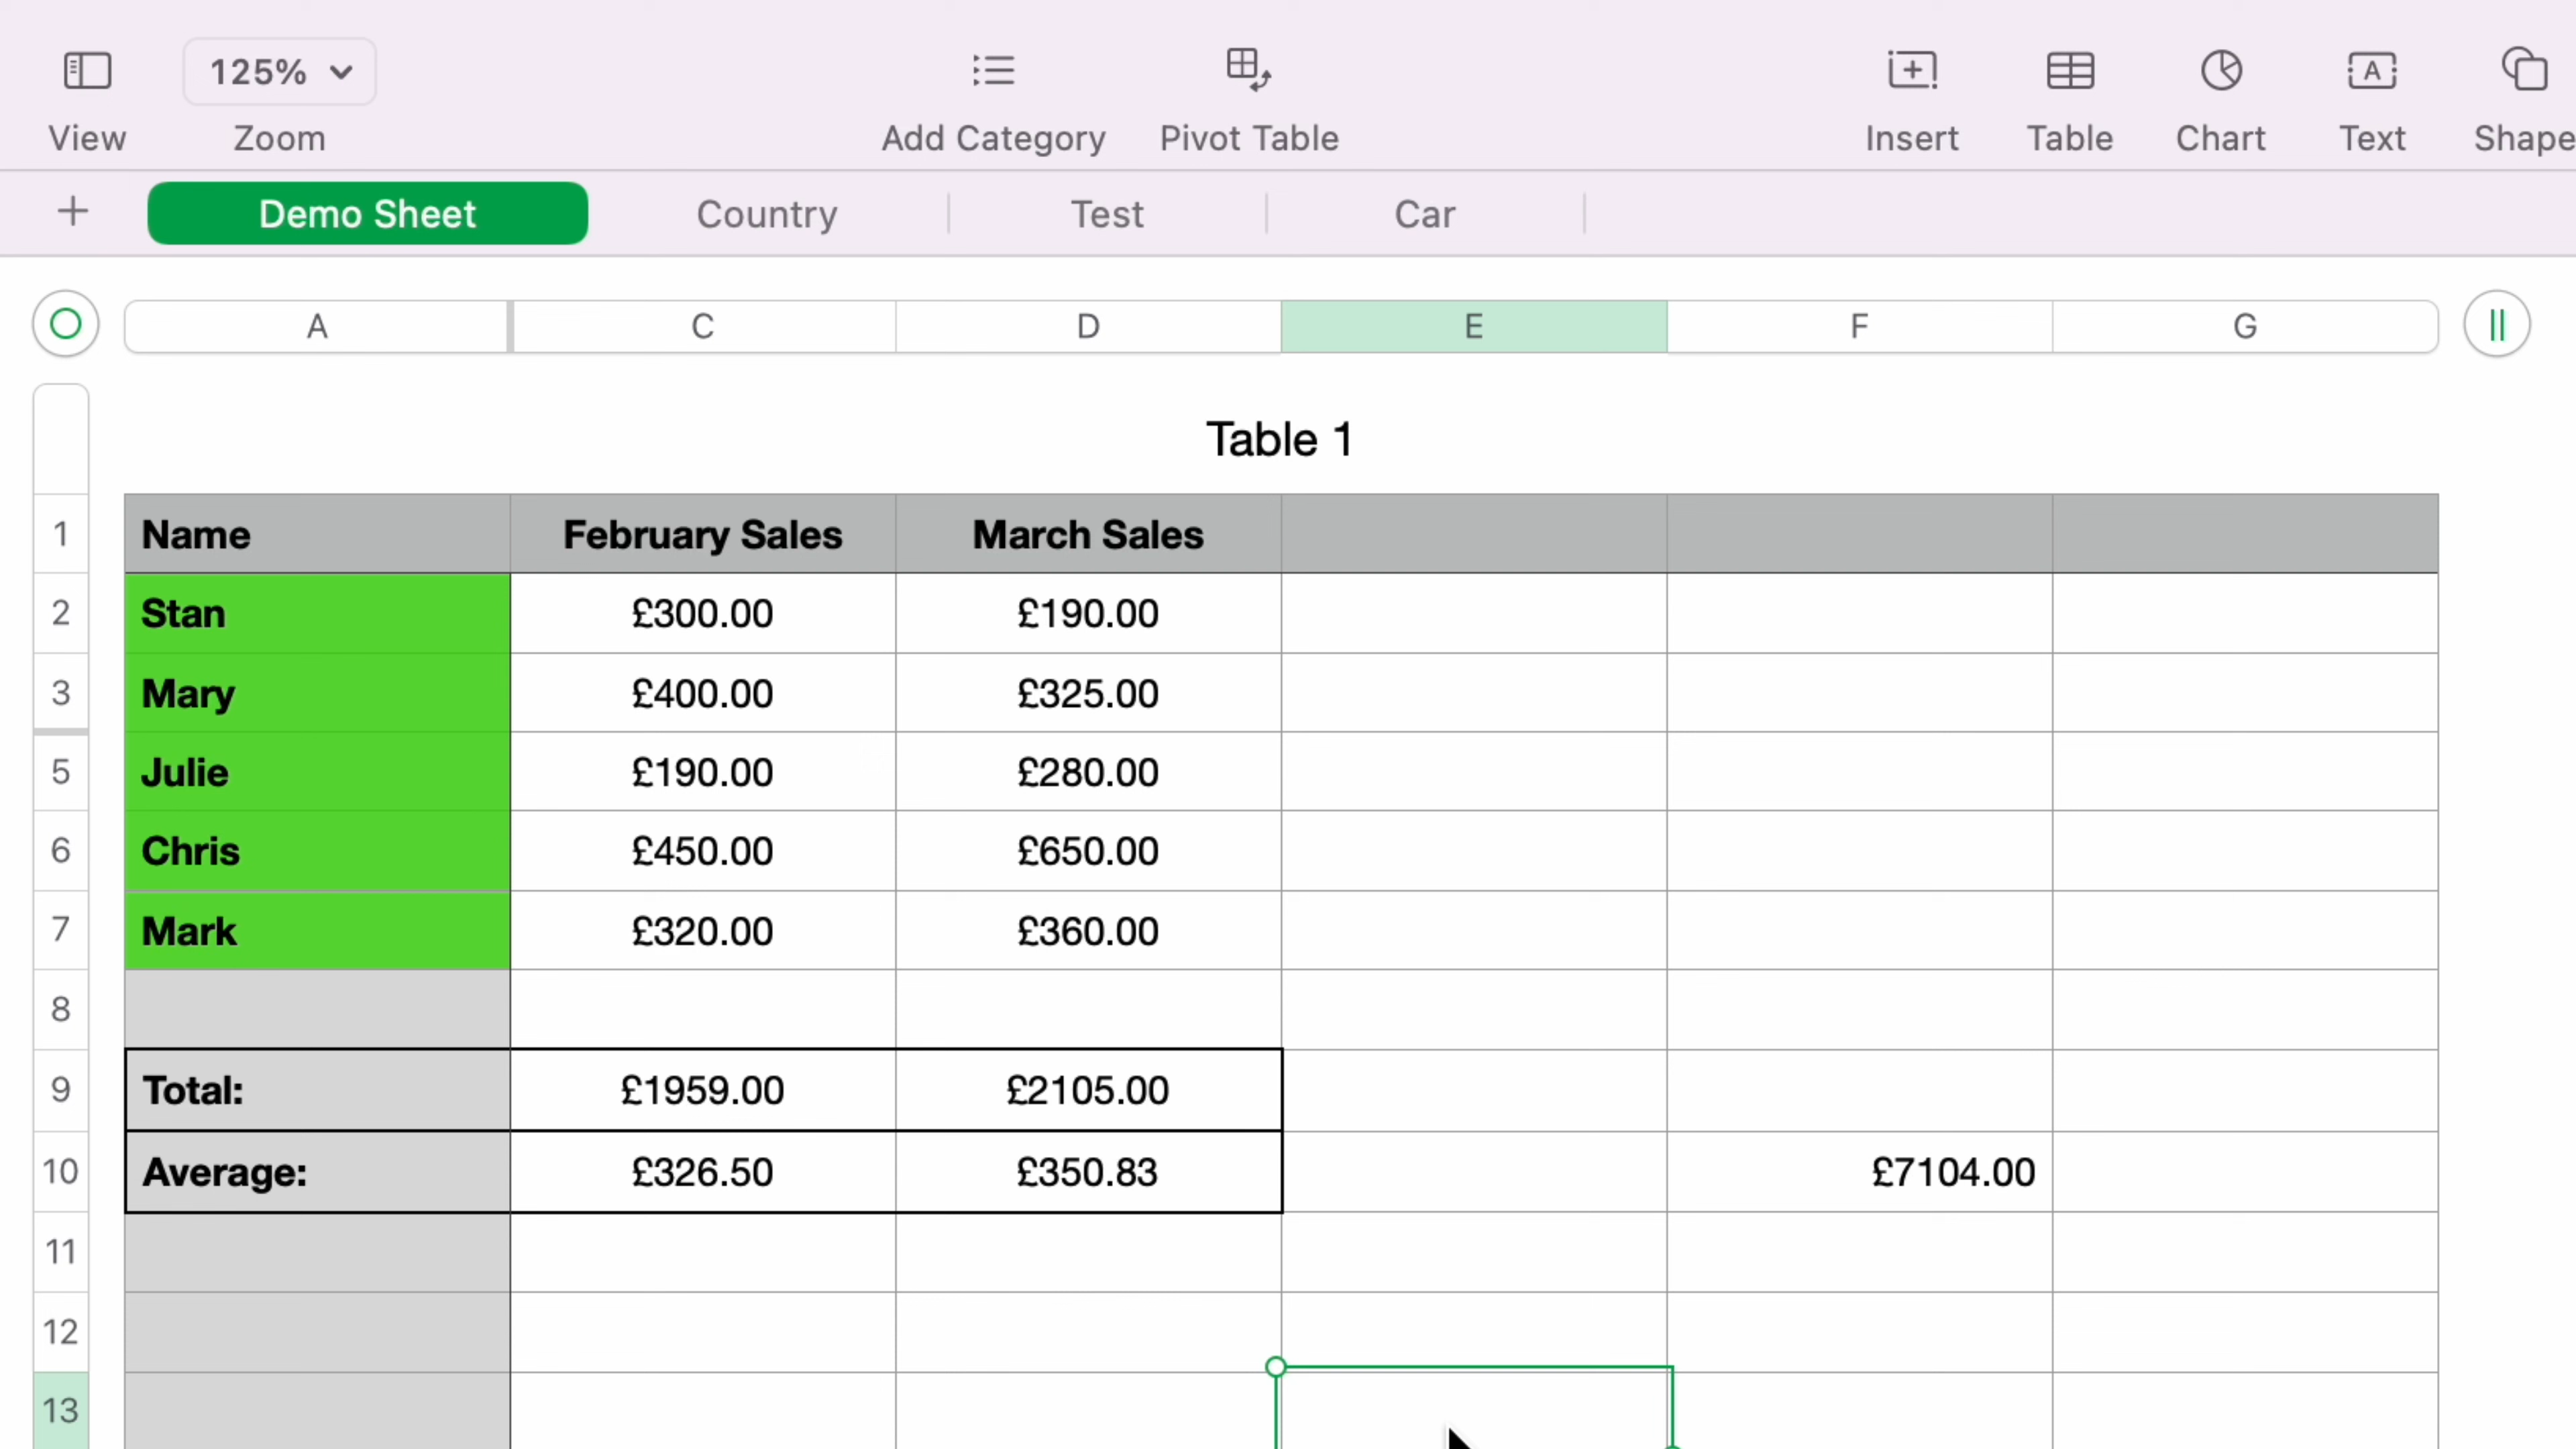 125%
View Zoom Add Category Pivot Table Insert Table Chart Text Shape
+ Demo Sheet Country Test Car
A C D E F G
Table 1
1 Name February Sales March Sales
2 Stan £300.00 £190.00
3 Mary £400.00 £325.00
5 Julie £190.00 £280.00
6 Chris £450.00 £650.00
7 Mark £320.00 £360.00
8
9 Total: £1959.00 £2105.00
10 Average: £326.50 £350.83 £7104.00
11
12
13